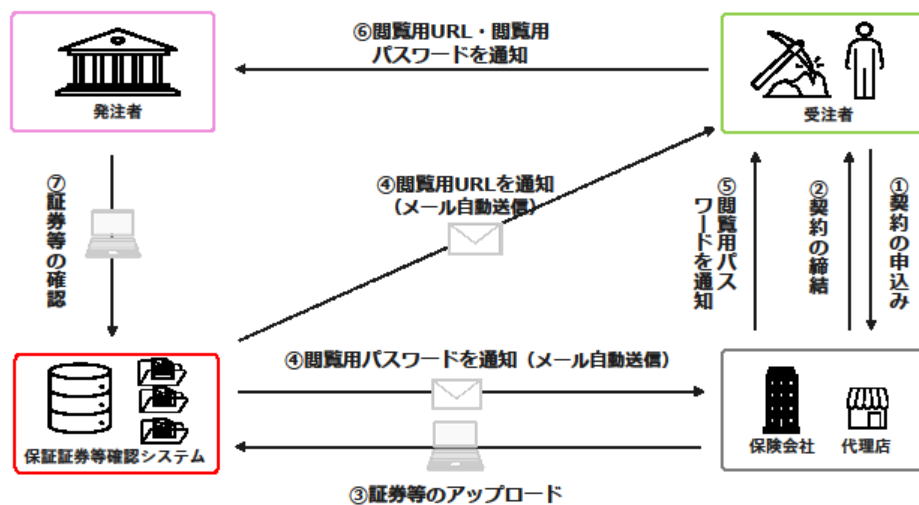 ⑥閲覧用URL・閲覧用
パスワードを通知
発注者
受注者
④閲覧用URLを通知
（メール自動送信）
⑦証券等の確認
⑤閲覧用パス
ワードを通知
②契約の締結
①契約の申込み
④閲覧用パスワードを通知（メール自動送信）
保証証券等確認システム
保険会社
代理店
③証券等のアップロード